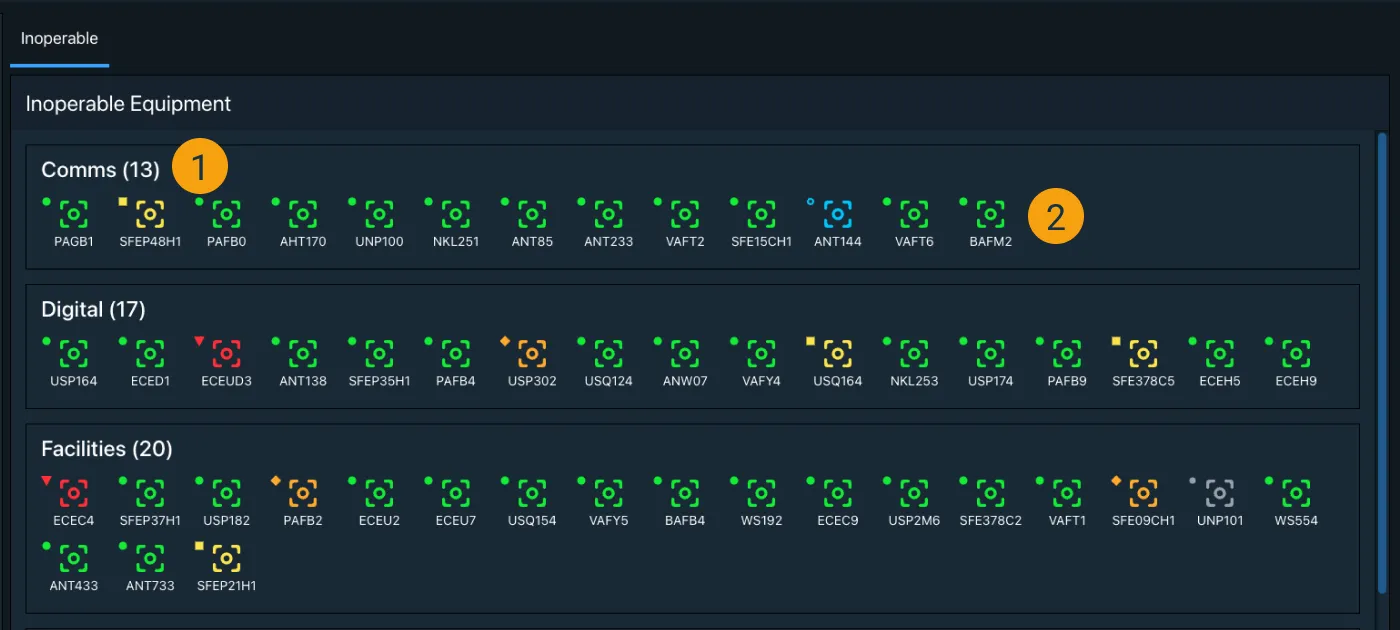 Inoperable
Inoperable Equipment
Comms (13) 1
PAGB1 SFEP48H1 PAFB0 AHT170 UNP100 NKL251 ANT85 ANT233 VAFT2 SFE15CH1 ANT144 VAFT6 BAFM2 2
Digital (17)
USP164 ECED1 ECEUD3 ANT138 SFEP35H1 PAFB4 USP302 USQ124 ANW07 VAFY4 USQ164 NKL253 USP174 PAFB9 SFE378C5 ECEH5 ECEH9
Facilities (20)
ECEC4 SFEP37H1 USP182 PAFB2 ECEU2 ECEU7 USQ154 VAFY5 BAFB4 WS192 ECEC9 USP2M6 SFE378C2 VAFT1 SFE09CH1 UNP101 WS554
ANT433 ANT733 SFEP21H1